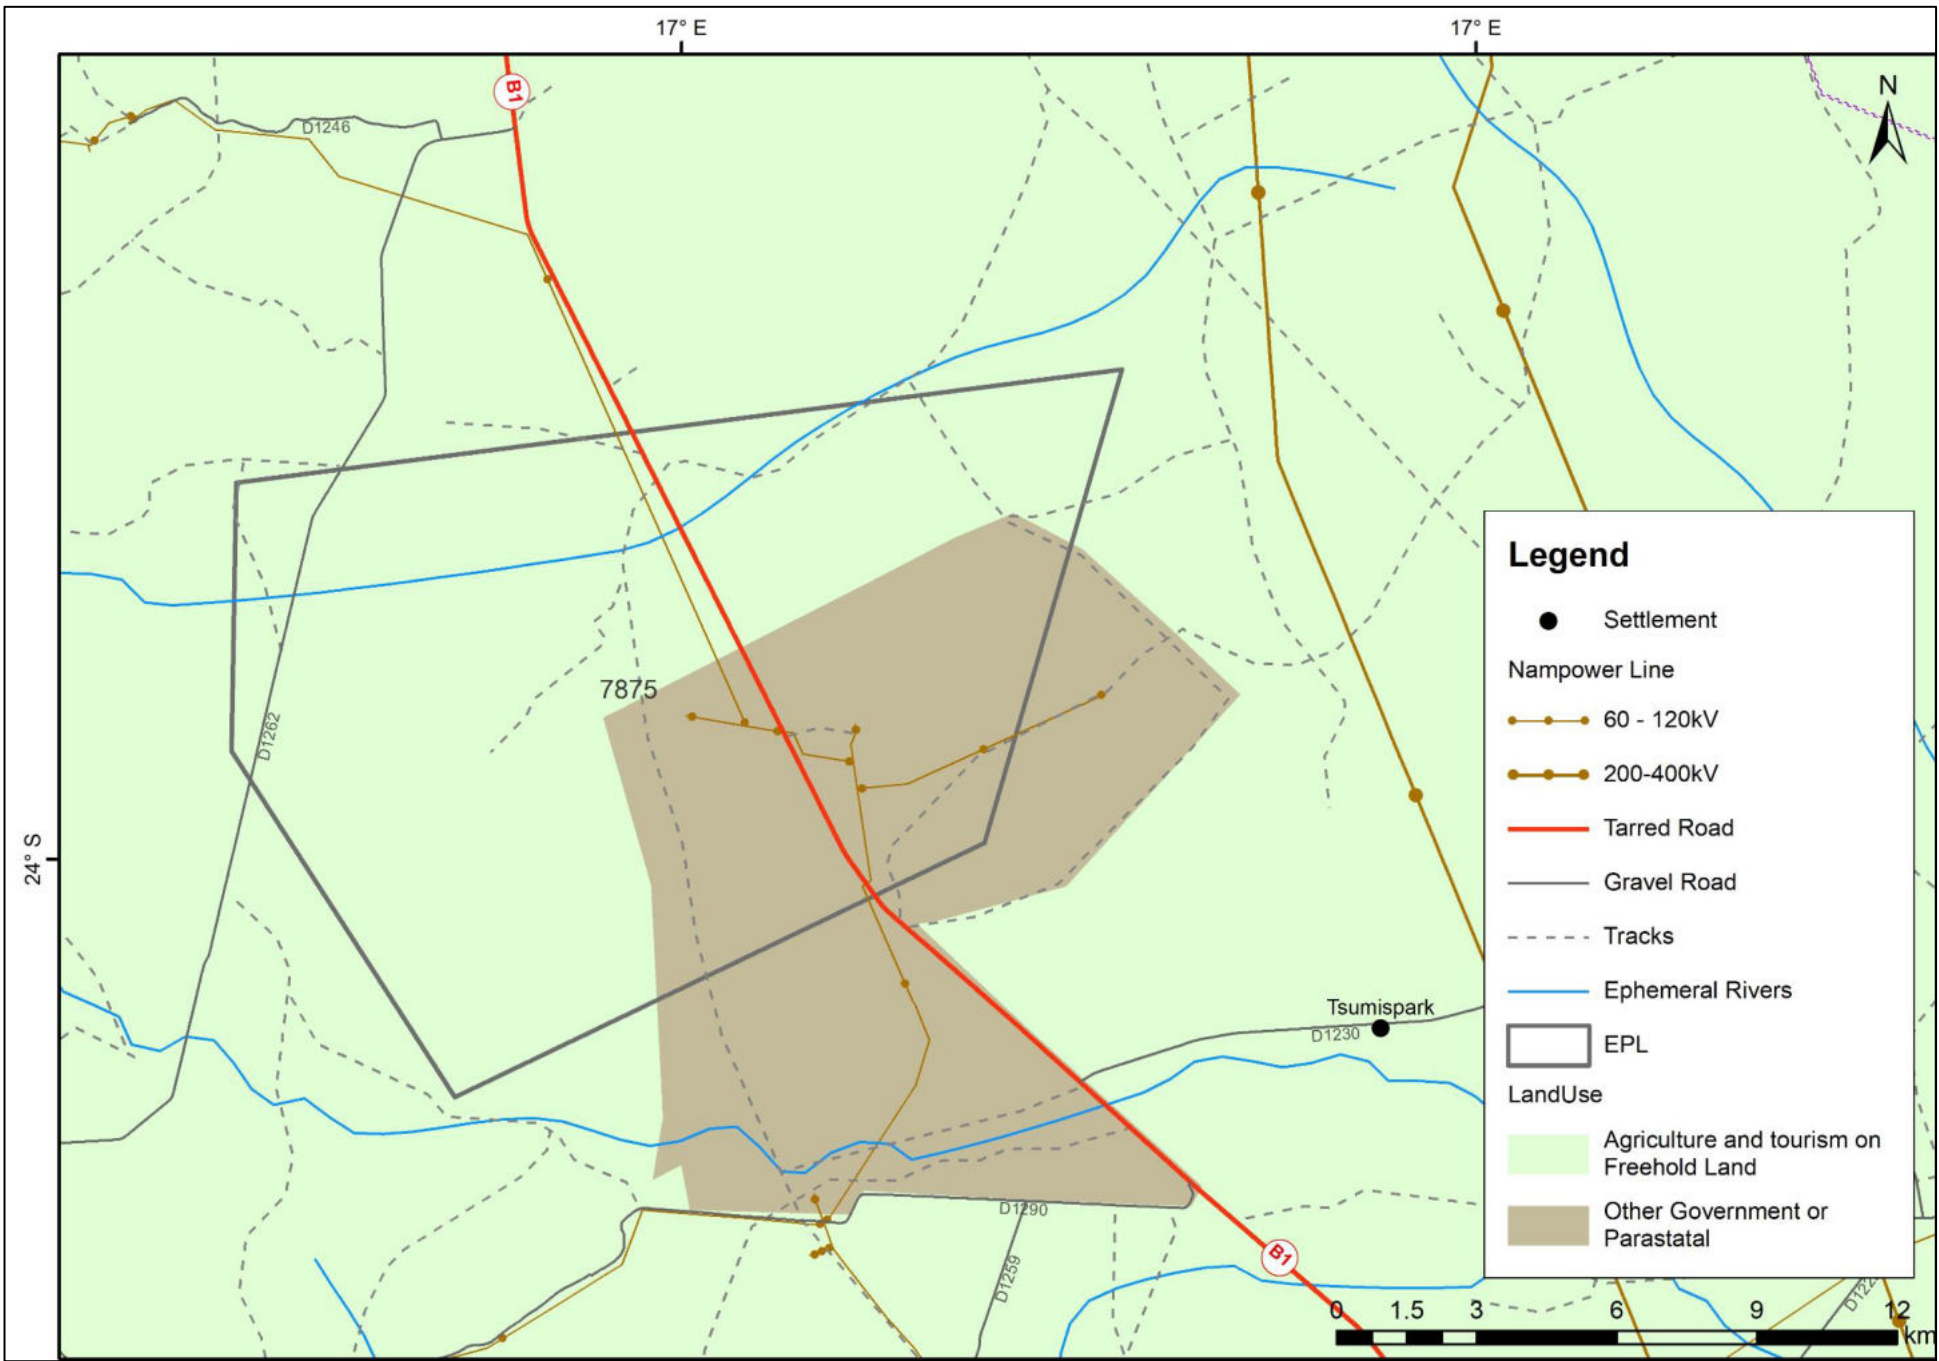 17° E
17° E
B1
D1246
N
7875
D1262
24° S
Tsumispark
D1230
D1290
D1259
B1
Legend
Settlement
Nampower Line
60 - 120kV
200-400kV
Tarred Road
Gravel Road
Tracks
Ephemeral Rivers
EPL
LandUse
Agriculture and tourism on
Freehold Land
Other Government or
Parastatal
0 1.5 3 6 9 12
km